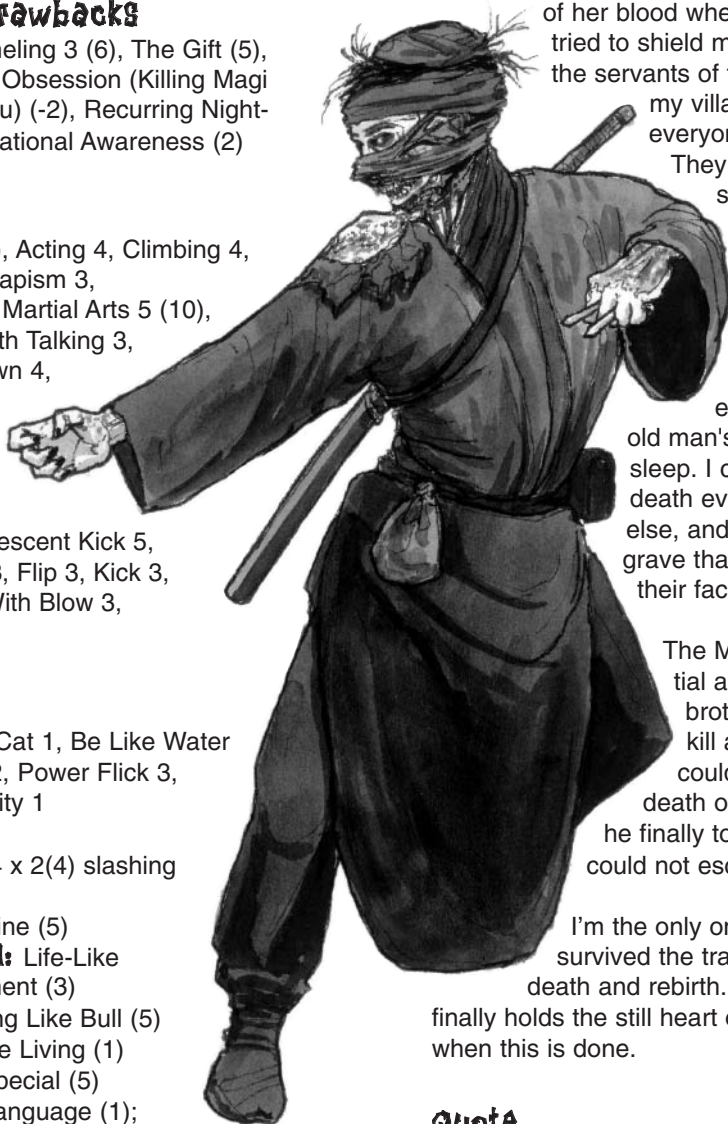 rawbacks
neling 3 (6), The Gift (5),
Obsession (Killing Magi
u) (-2), Recurring Night-
ational Awareness (2)
, Acting 4, Climbing 4,
apism 3,
Martial Arts 5 (10),
th Talking 3,
wn 4,
escent Kick 5,
3, Flip 3, Kick 3,
With Blow 3,
Cat 1, Be Like Water
2, Power Flick 3,
ity 1
4 x 2(4) slashing
ine (5)
l: Life-Like
ment (3)
ng Like Bull (5)
e Living (1)
pecial (5)
anguage (1);
of her blood whe
tried to shield m
the servants of t
my villa
everyon
They
s
e
old man's
sleep. I d
death ev
else, and
grave tha
their fac
The M
tial a
brot
kill a
could
death o
he finally to
could not esc
I'm the only or
survived the tra
death and rebirth.
finally holds the still heart o
when this is done.
Quote